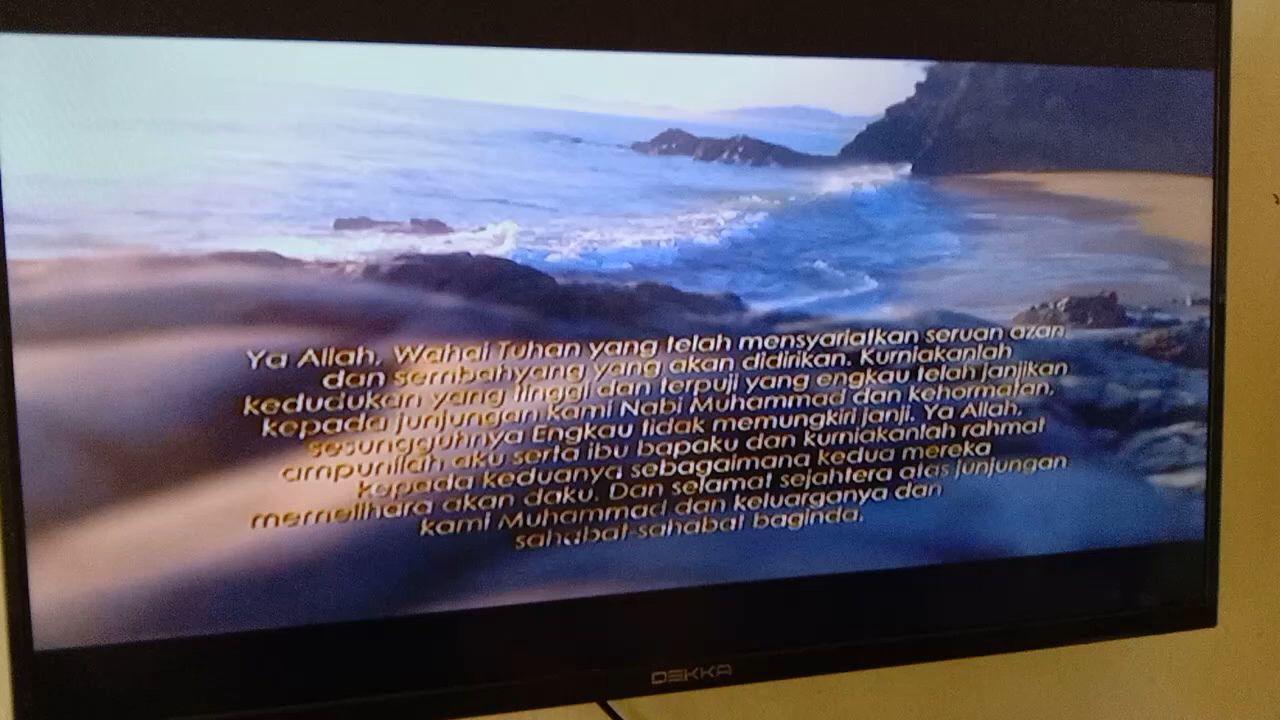 Ya Allah, Wahai Tuhan yang telah mensyariatkan seruan azan
dan sembahyang yang akan didirikan. Kurniakanlah
kedudukan yang tinggi dan terpuji yang engkau telah janjikan
kepada junjungan kami Nabi Muhammad dan kehormatan,
sesungguhnya Engkau tidak memungkiri janji. Ya Allah,
ampunilah aku serta ibu bapaku dan kurniakanlah rahmat
kepada keduanya sebagaimana kedua mereka
memelihara akan daku. Dan selamat sejahtera atas junjungan
kami Muhammad dan keluarganya dan
sahabat-sahabat baginda.
DEKKA